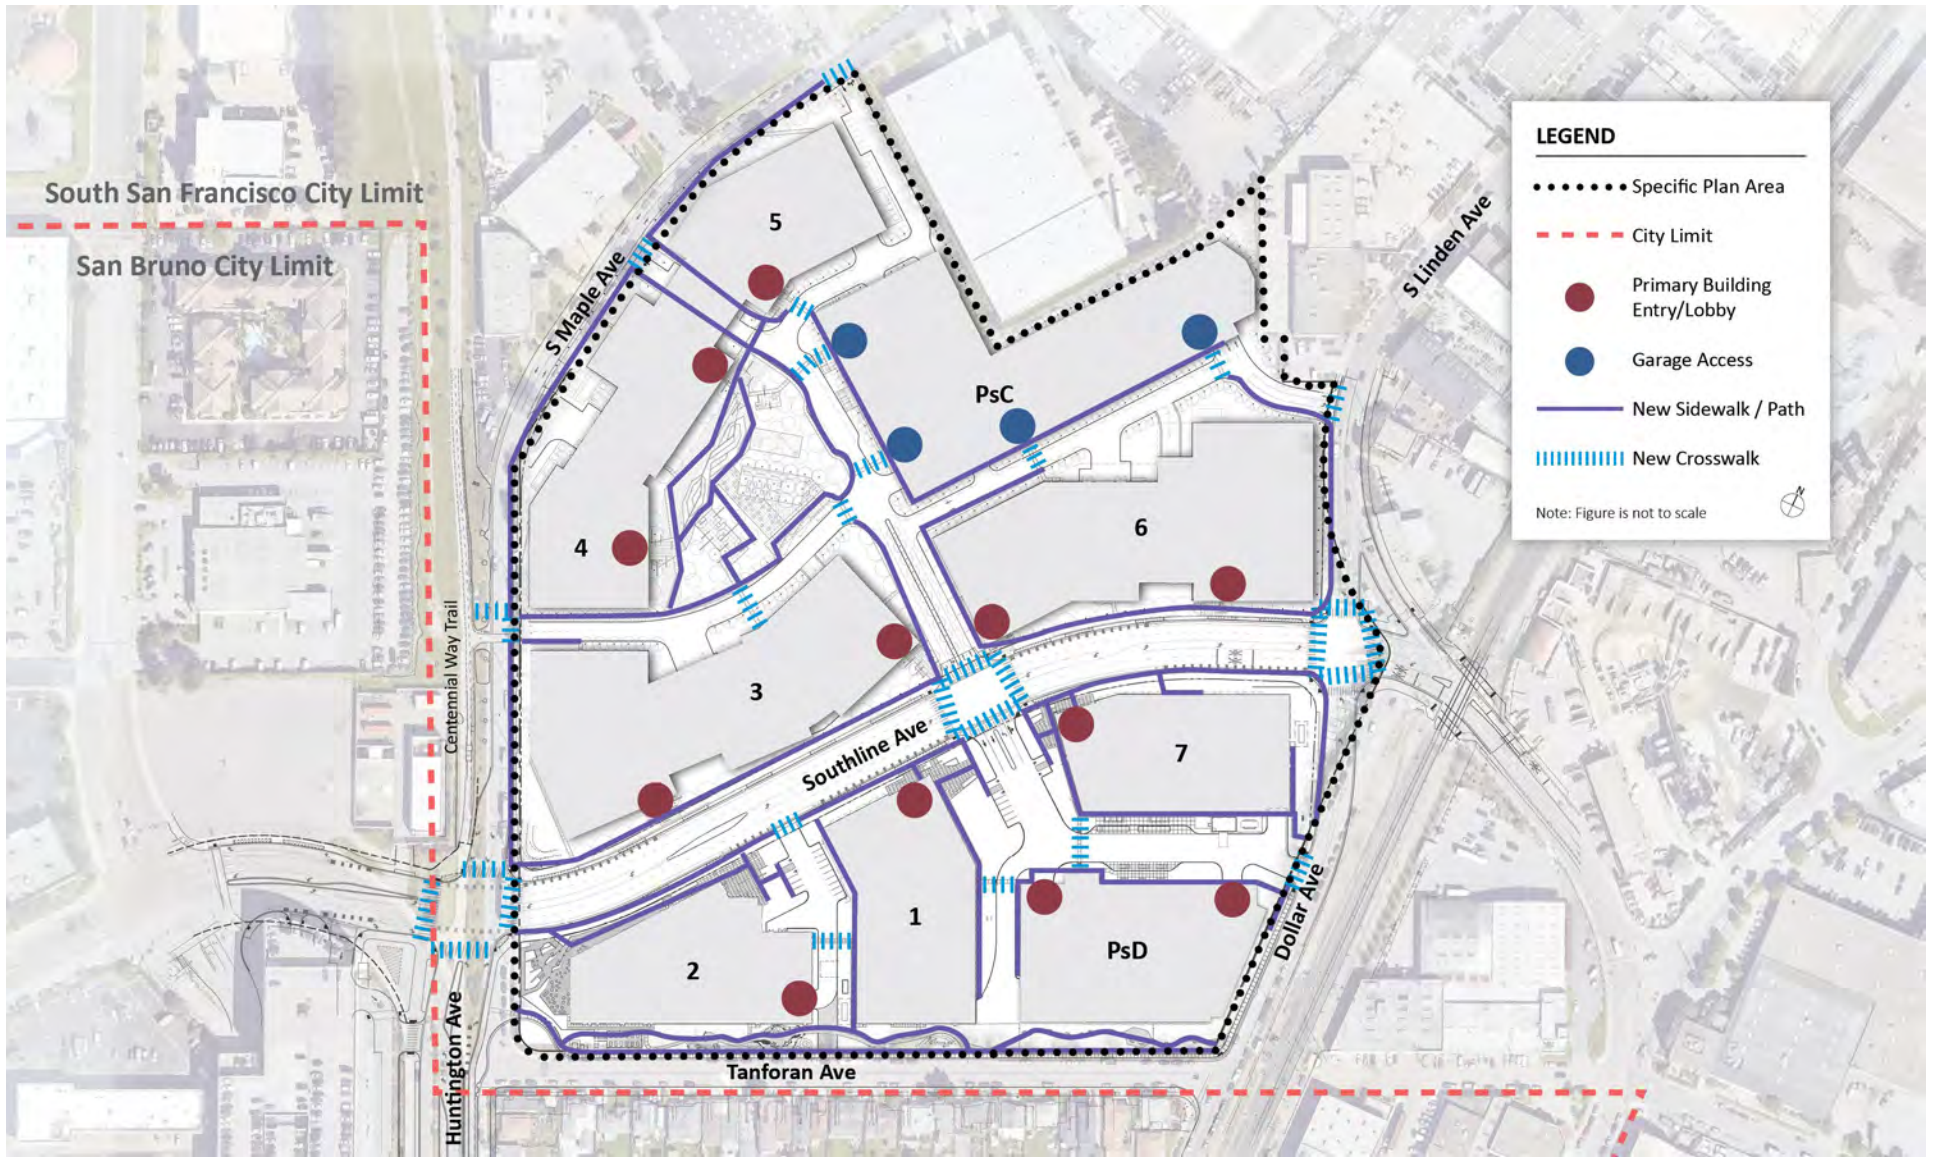 South San Francisco City Limit
San Bruno City Limit
S Maple Ave
S Linden Ave
Centennial Way Trail
Southline Ave
Huntington Ave
Tanforan Ave
Dollar Ave
5
PsC
4
6
3
7
1
2
PsD
LEGEND
Specific Plan Area
City Limit
Primary Building
Entry/Lobby
Garage Access
New Sidewalk / Path
New Crosswalk
Note: Figure is not to scale
N